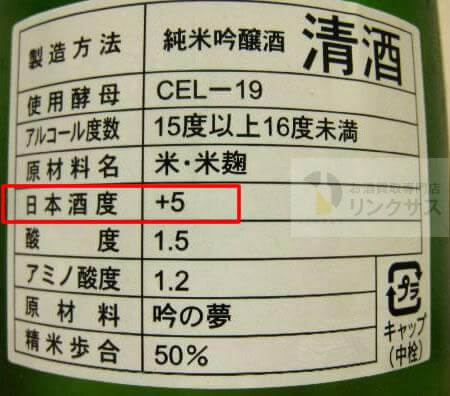 製造方法 純米吟醸酒 清酒
使用酵母 CEL－19
アルコール度数 15度以上16度未満
原材料名 米・米麹
日本酒度 +5
酸度 1.5
アミノ酸度 1.2
原材料 吟の夢
精米歩合 50%
プラ
キャップ
(中栓)
お酒買取専門店
リンクサス